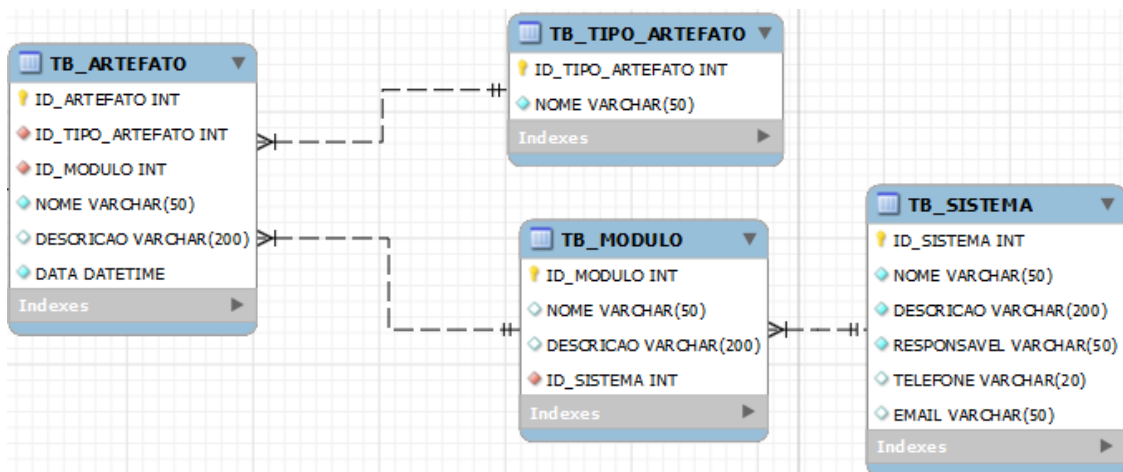 TB_ARTEFATO
ID_ARTEFATO INT
ID_TIPO_ARTEFATO INT
ID_MODULO INT
NOME VARCHAR(50)
DESCRICAO VARCHAR(200)
DATA DATETIME
Indexes
TB_TIPO_ARTEFATO
ID_TIPO_ARTEFATO INT
NOME VARCHAR(50)
Indexes
TB_MODULO
ID_MODULO INT
NOME VARCHAR(50)
DESCRICAO VARCHAR(200)
ID_SISTEMA INT
Indexes
TB_SISTEMA
ID_SISTEMA INT
NOME VARCHAR(50)
DESCRICAO VARCHAR(200)
RESPONSAVEL VARCHAR(50)
TELEFONE VARCHAR(20)
EMAIL VARCHAR(50)
Indexes